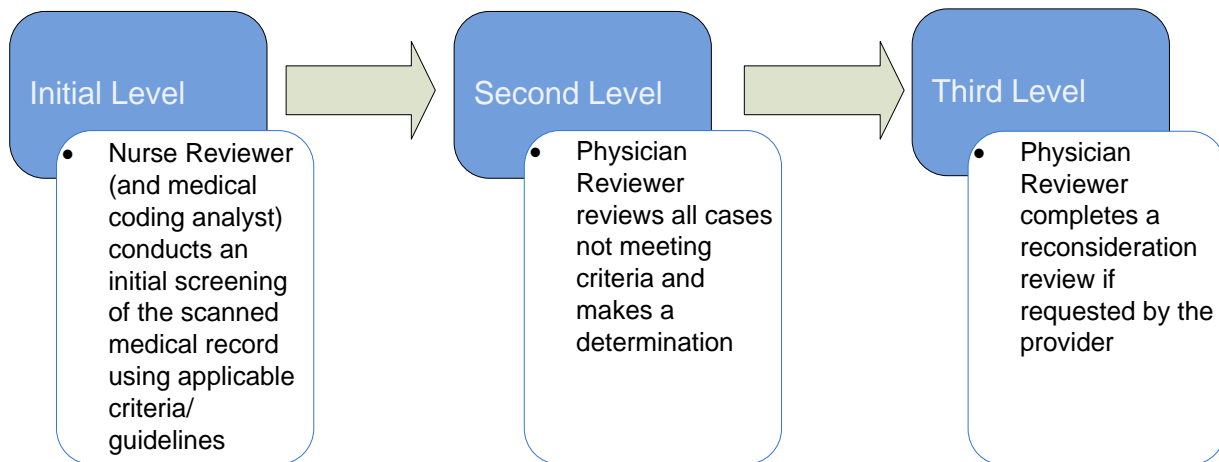 Initial Level
• Nurse Reviewer
(and medical
coding analyst)
conducts an
initial screening
of the scanned
medical record
using applicable
criteria/
guidelines
Second Level
• Physician
Reviewer
reviews all cases
not meeting
criteria and
makes a
determination
Third Level
• Physician
Reviewer
completes a
reconsideration
review if
requested by the
provider